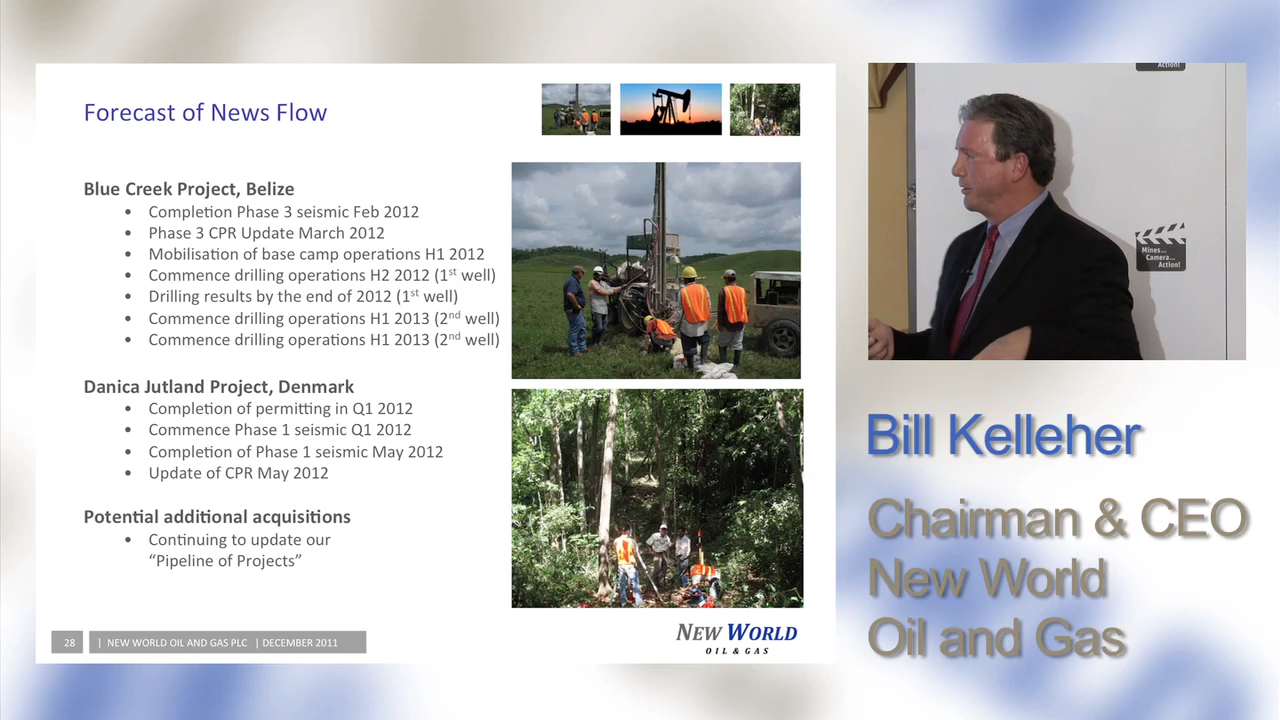 Forecast of News Flow
Blue Creek Project, Belize
• Completion Phase 3 seismic Feb 2012
• Phase 3 CPR Update March 2012
• Mobilisation of base camp operations H1 2012
• Commence drilling operations H2 2012 (1st well)
• Drilling results by the end of 2012 (1st well)
• Commence drilling operations H1 2013 (2nd well)
• Commence drilling operations H1 2013 (2nd well)
Danica Jutland Project, Denmark
• Completion of permitting in Q1 2012
• Commence Phase 1 seismic Q1 2012
• Completion of Phase 1 seismic May 2012
• Update of CPR May 2012
Potential additional acquisitions
• Continuing to update our
“Pipeline of Projects”
28 | NEW WORLD OIL AND GAS PLC | DECEMBER 2011
NEW WORLD
OIL & GAS
Action!
Mines...
Camera...
Action!
Bill Kelleher
Chairman & CEO
New World
Oil and Gas